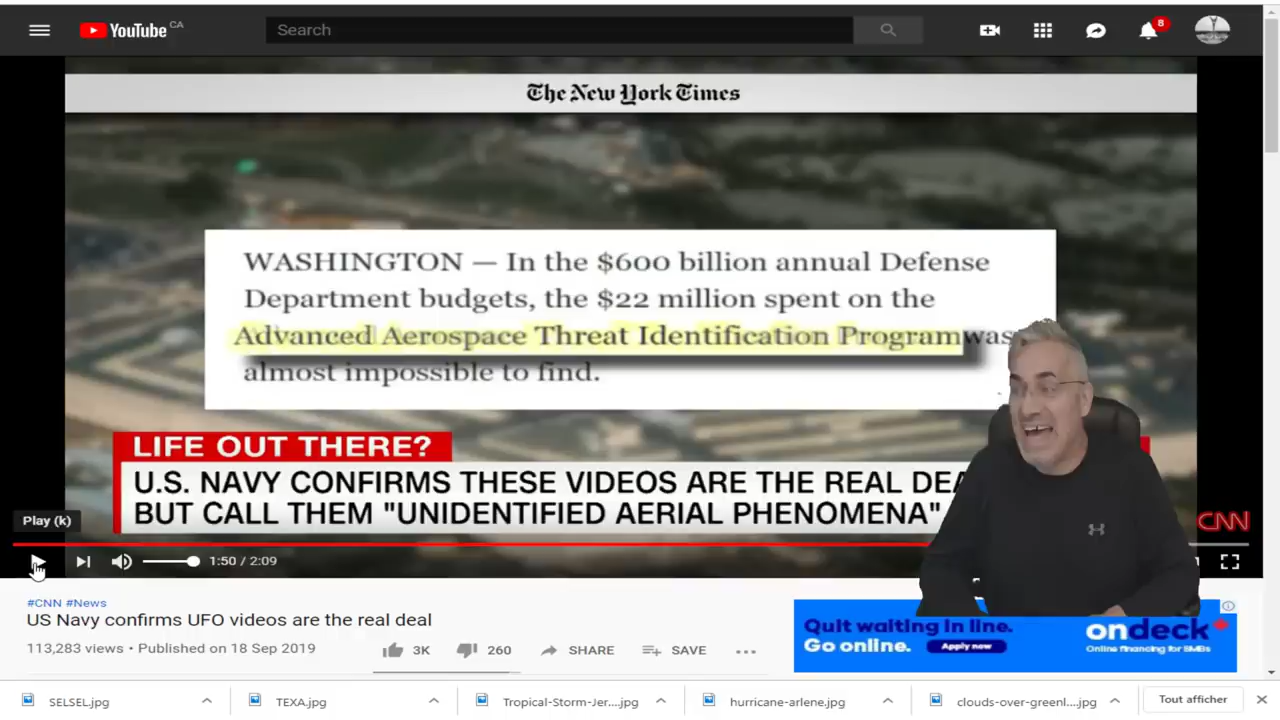 YouTube CA
Search
8
The New York Times
WASHINGTON — In the $600 billion annual Defense
Department budgets, the $22 million spent on the
Advanced Aerospace Threat Identification Program was
almost impossible to find.
LIFE OUT THERE?
U.S. NAVY CONFIRMS THESE VIDEOS ARE THE REAL DEA
BUT CALL THEM "UNIDENTIFIED AERIAL PHENOMENA"
CNN
Play (k)
1:50 / 2:09
#CNN #News
US Navy confirms UFO videos are the real deal
113,283 views • Published on 18 Sep 2019
3K
260
SHARE
SAVE
Quit waiting in line.
Go online.
Apply now
ondeck
Online financing for SMBs
SELSEL.jpg
TEXA.jpg
Tropical-Storm-Jer....jpg
hurricane-arlene.jpg
clouds-over-greenl....jpg
Tout afficher